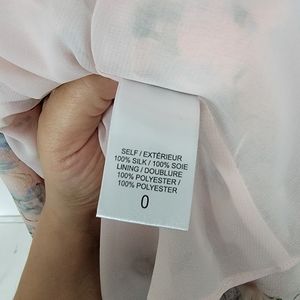 SELF / EXTÉRIEUR
100% SILK / 100% SOIE
LINING / DOUBLURE
100% POLYESTER /
100% POLYESTER
0